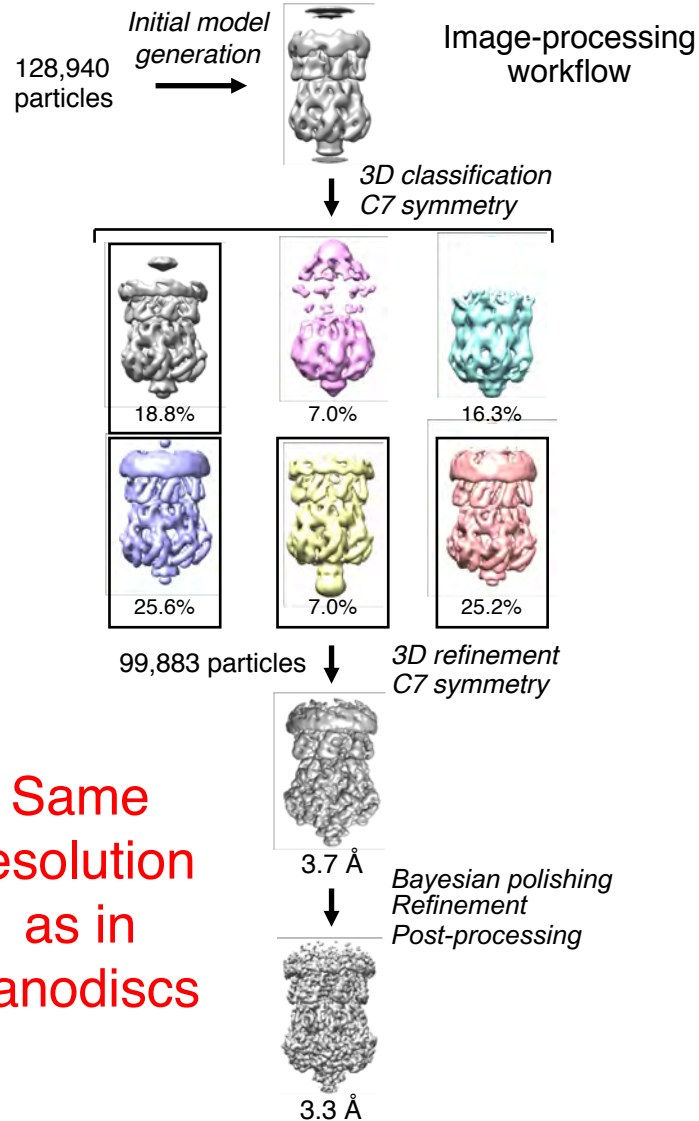 Initial model
generation
Image-processing
workflow
128,940
particles
3D classification
C7 symmetry
18.8%
7.0%
16.3%
25.6%
7.0%
25.2%
99,883 particles
3D refinement
C7 symmetry
3.7 Å
Bayesian polishing
Refinement
Post-processing
3.3 Å
Same
esolution
as in
anodiscs